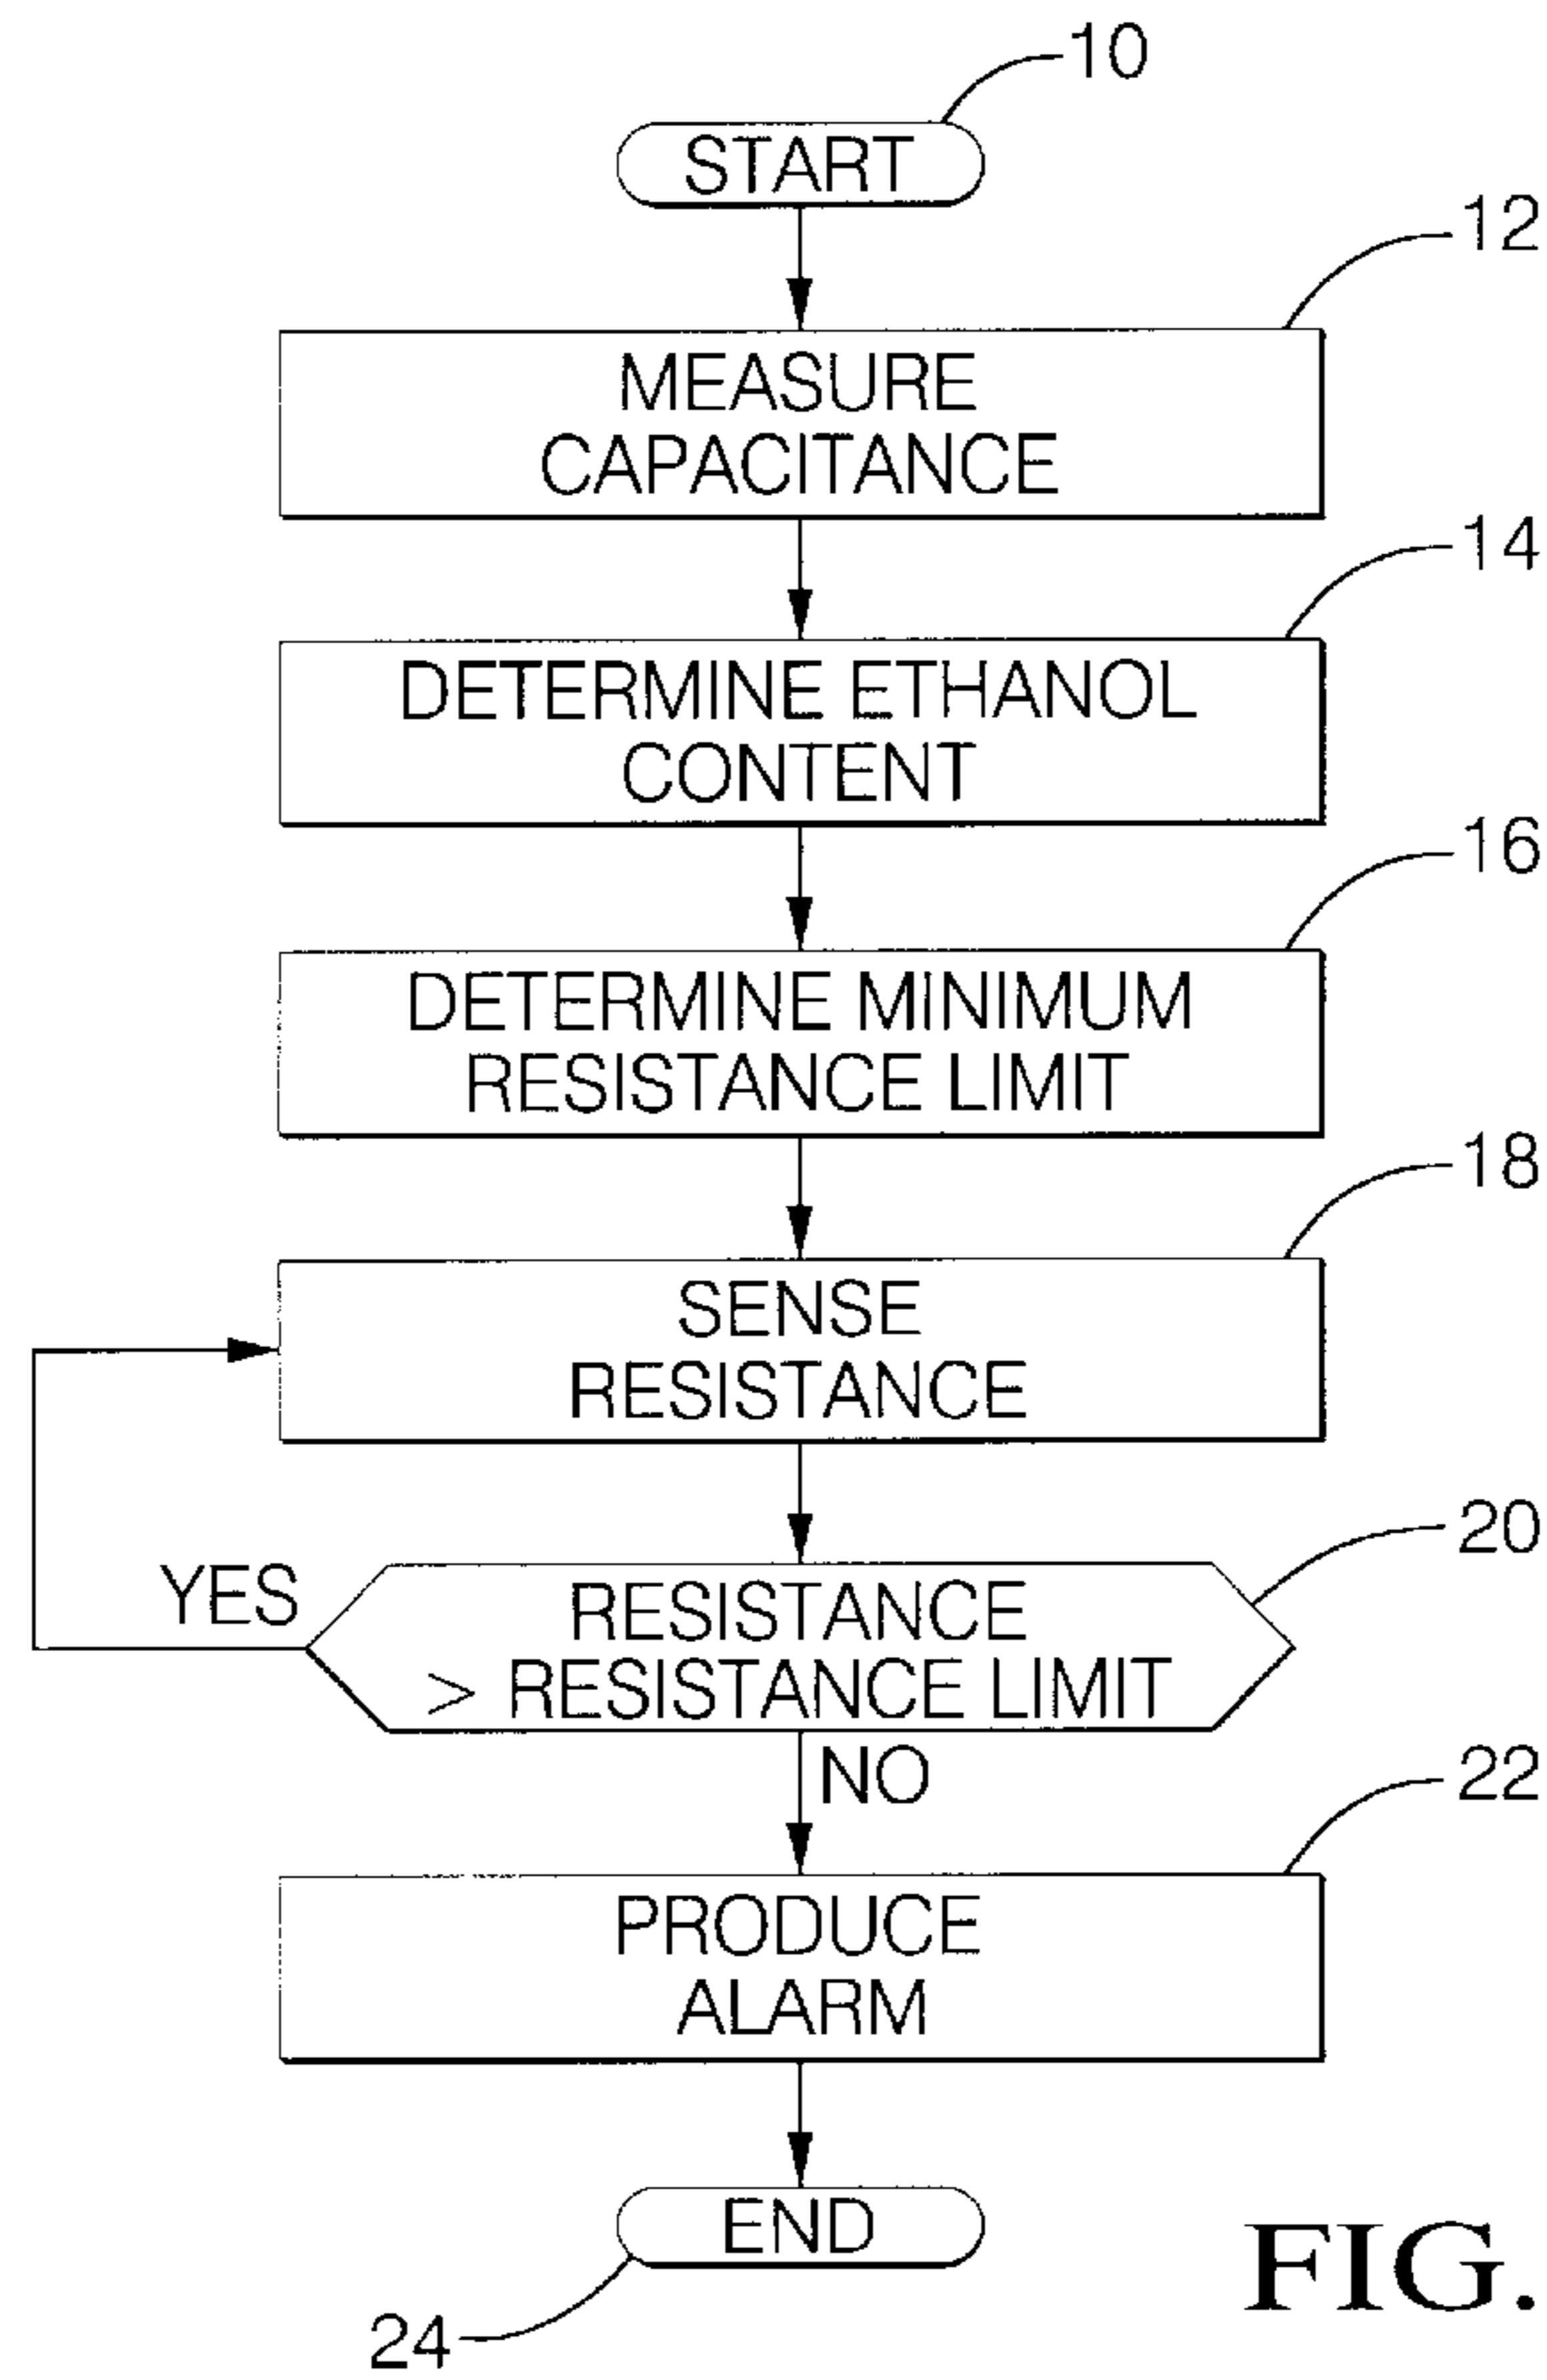 10
START
12
MEASURE
CAPACITANCE
14
DETERMINE ETHANOL
CONTENT
16
DETERMINE MINIMUM
RESISTANCE LIMIT
18
SENSE
RESISTANCE
20
YES
RESISTANCE
> RESISTANCE LIMIT
NO
22
PRODUCE
ALARM
END
24
FIG.